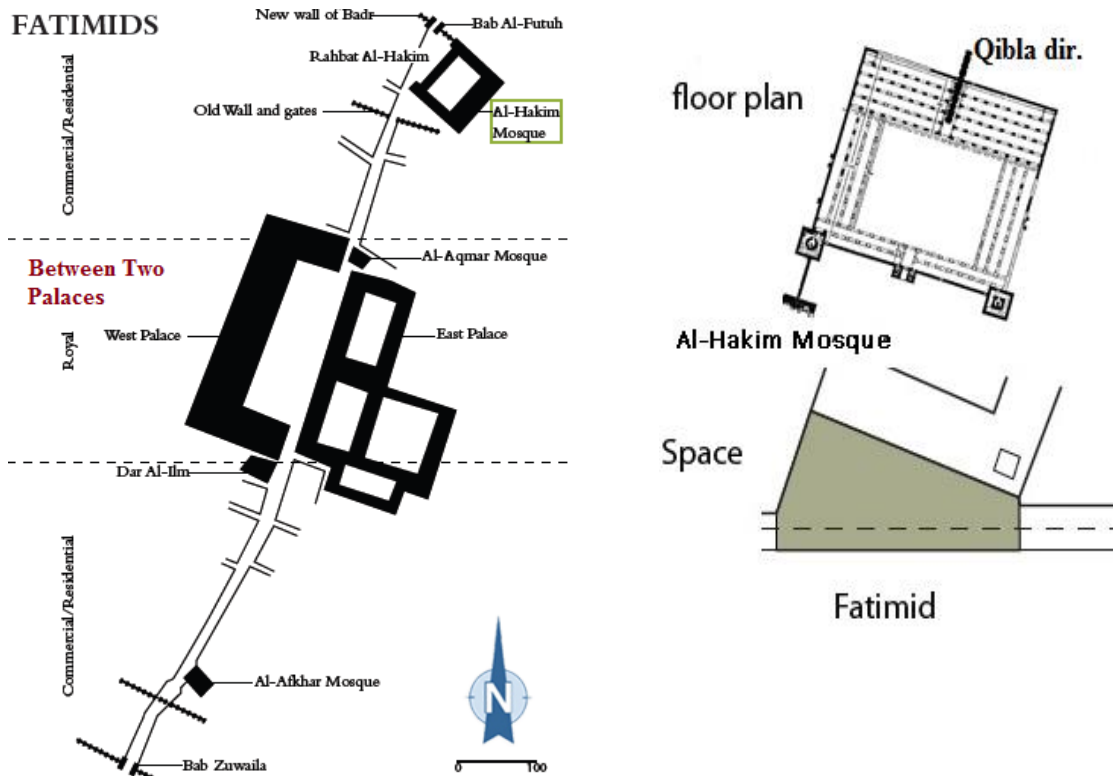 FATIMIDS
New wall of Badr
Bab Al-Futuh
Rahbat Al-Hakim
Old Wall and gates
Al-Hakim
Mosque
Commercial/Residential
Al-Aqmar Mosque
Between Two
Palaces
West Palace
East Palace
Royal
Dar Al-Ilm
Commercial/Residential
Al-Afkhar Mosque
Bab Zuwaila
N
0 100
Qibla dir.
floor plan
Al-Hakim Mosque
Space
Fatimid